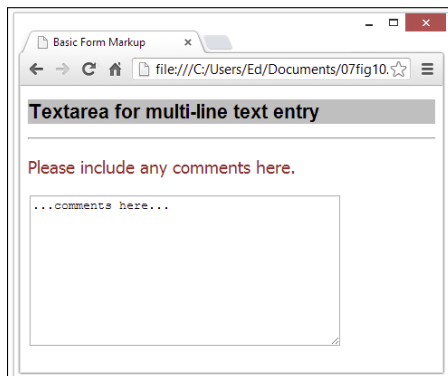 Basic Form Markup
file:///C:/Users/Ed/Documents/07fig10.
Textarea for multi-line text entry
Please include any comments here.
...comments here...